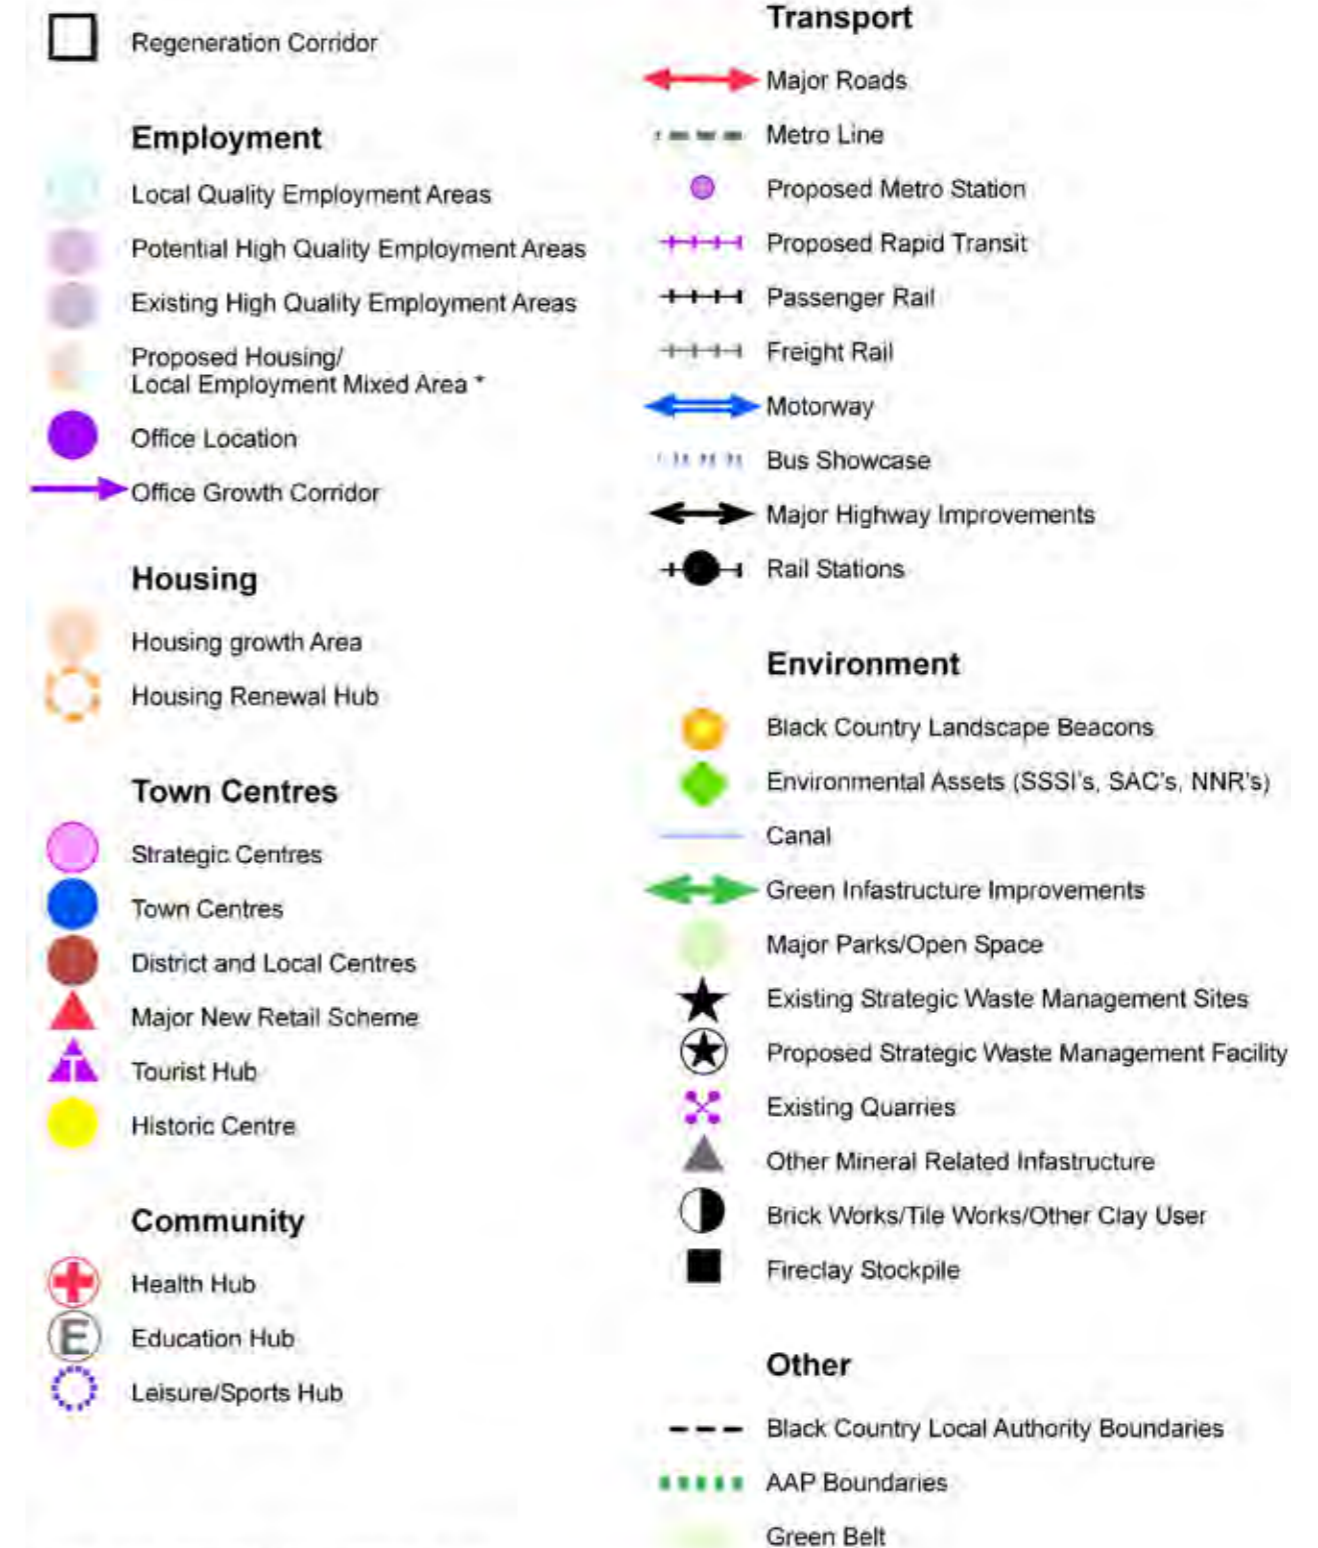 Regeneration Corridor
Employment
Local Quality Employment Areas
Potential High Quality Employment Areas
Existing High Quality Employment Areas
Proposed Housing/
Local Employment Mixed Area *
Office Location
Office Growth Corridor
Housing
Housing growth Area
Housing Renewal Hub
Town Centres
Strategic Centres
Town Centres
District and Local Centres
Major New Retail Scheme
T
Tourist Hub
Historic Centre
Community
Health Hub
E
Education Hub
Leisure/Sports Hub
Transport
Major Roads
Metro Line
Proposed Metro Station
Proposed Rapid Transit
Passenger Rail
Freight Rail
Motorway
Bus Showcase
Major Highway Improvements
Rail Stations
Environment
Black Country Landscape Beacons
Environmental Assets (SSSI's, SAC's, NNR's)
Canal
Green Infastructure Improvements
Major Parks/Open Space
Existing Strategic Waste Management Sites
Proposed Strategic Waste Management Facility
Existing Quarries
Other Mineral Related Infastructure
Brick Works/Tile Works/Other Clay User
Fireclay Stockpile
Other
Black Country Local Authority Boundaries
AAP Boundaries
Green Belt